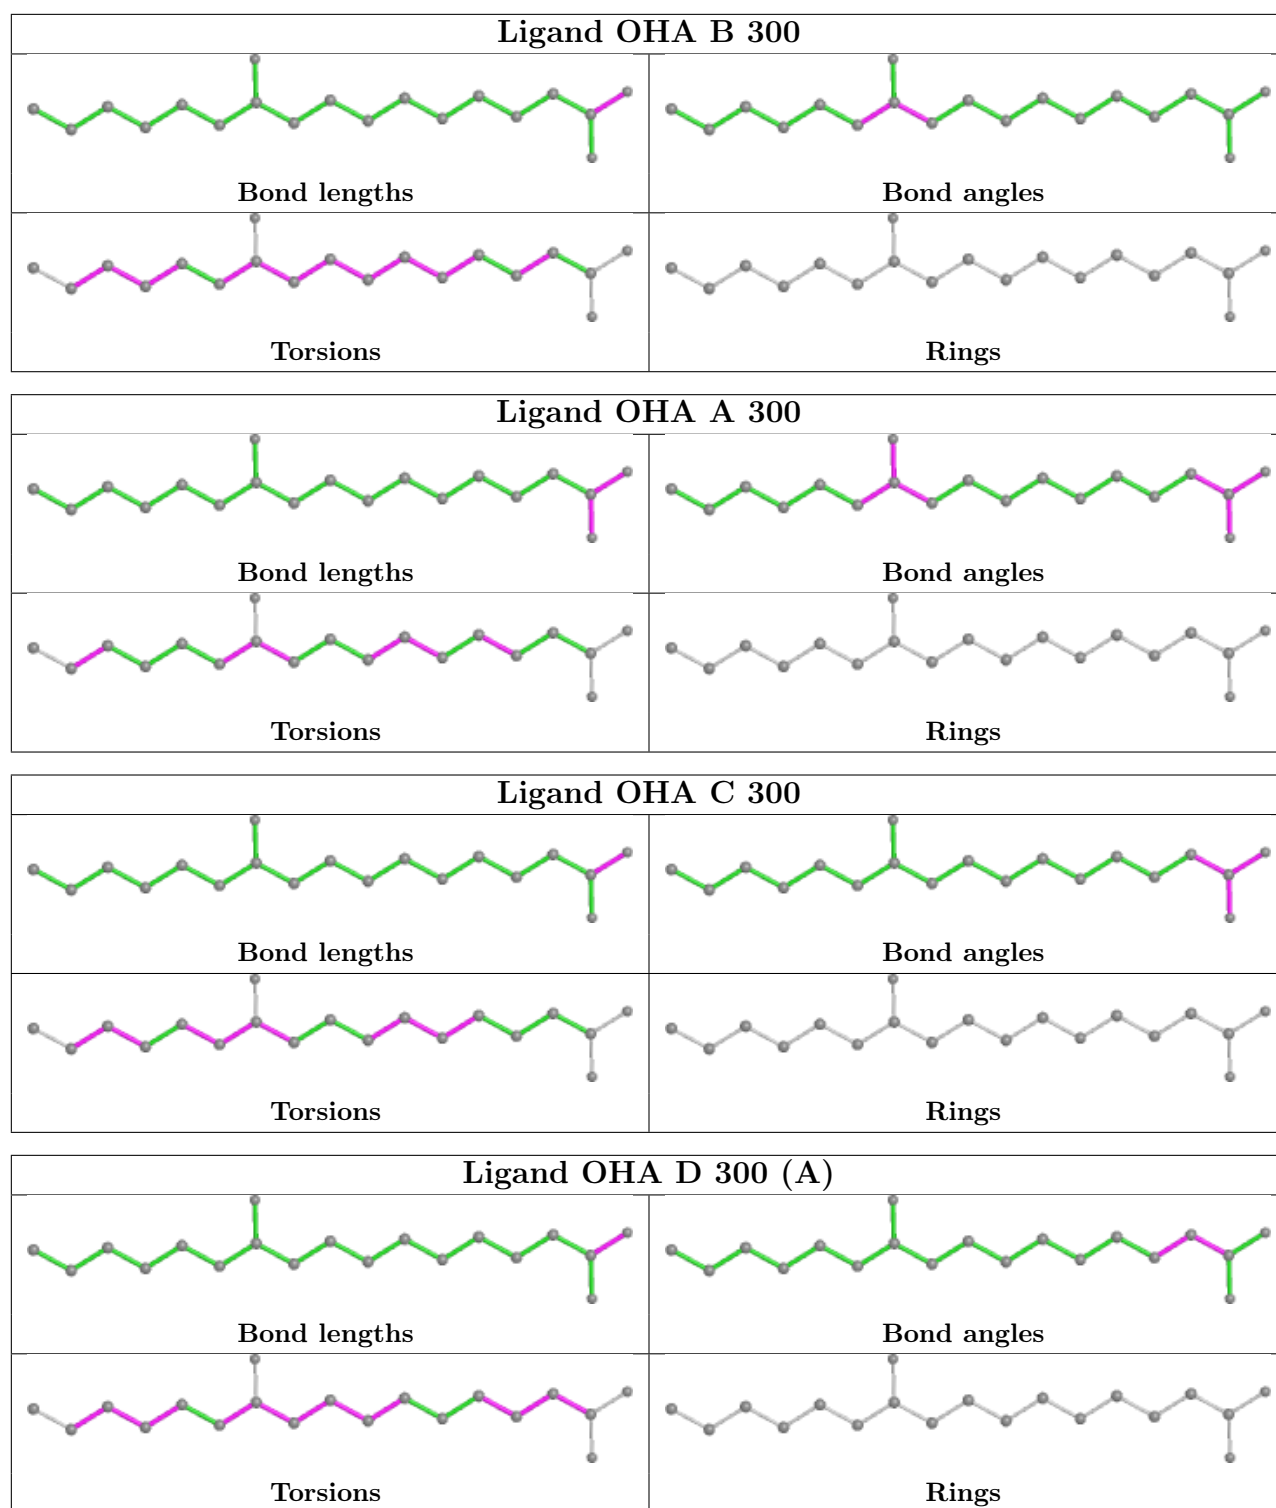 Ligand OHA B 300
Bond lengths
Bond angles
Torsions
Rings
Ligand OHA A 300
Bond lengths
Bond angles
Torsions
Rings
Ligand OHA C 300
Bond lengths
Bond angles
Torsions
Rings
Ligand OHA D 300 (A)
Bond lengths
Bond angles
Torsions
Rings